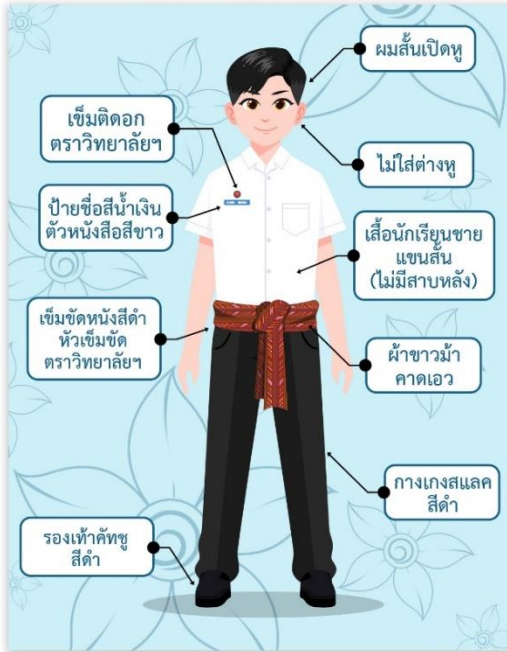 ผมสั้นเปิดหู
เข็มติดอก
ตราวิทยาลัยฯ
ไม่ใส่ต่างหู
ป้ายชื่อสีน้ำเงิน
ตัวหนังสือสีขาว
เสื้อนักเรียนชาย
แขนสั้น
(ไม่มีสาบหลัง)
เข็มขัดหนังสีดำ
หัวเข็มขัด
ตราวิทยาลัยฯ
ผ้าขาวม้า
คาดเอว
กางเกงสแลค
สีดำ
รองเท้าคัทชู
สีดำ